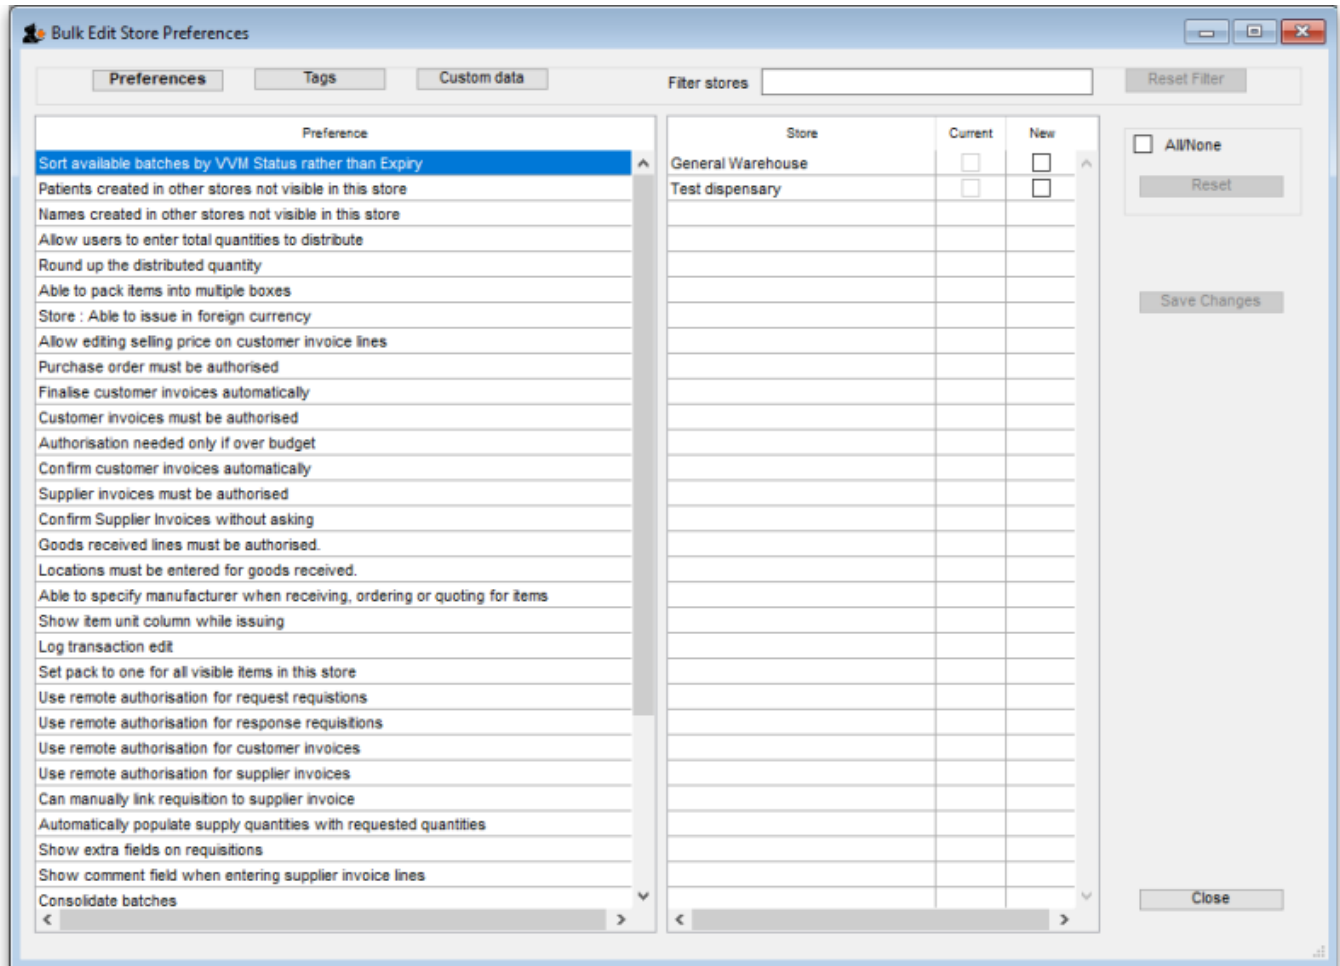 Bulk Edit Store Preferences
Preferences Tags Custom data Filter stores Reset Filter
Preference
Sort available batches by VVM Status rather than Expiry
Patients created in other stores not visible in this store
Names created in other stores not visible in this store
Allow users to enter total quantities to distribute
Round up the distributed quantity
Able to pack items into multiple boxes
Store : Able to issue in foreign currency
Allow editing selling price on customer invoice lines
Purchase order must be authorised
Finalise customer invoices automatically
Customer invoices must be authorised
Authorisation needed only if over budget
Confirm customer invoices automatically
Supplier invoices must be authorised
Confirm Supplier Invoices without asking
Goods received lines must be authorised.
Locations must be entered for goods received.
Able to specify manufacturer when receiving, ordering or quoting for items
Show item unit column while issuing
Log transaction edit
Set pack to one for all visible items in this store
Use remote authorisation for request requistions
Use remote authorisation for response requisitions
Use remote authorisation for customer invoices
Use remote authorisation for supplier invoices
Can manually link requisition to supplier invoice
Automatically populate supply quantities with requested quantities
Show extra fields on requisitions
Show comment field when entering supplier invoice lines
Consolidate batches
Store Current New
General Warehouse
Test dispensary
All/None
Reset
Save Changes
Close